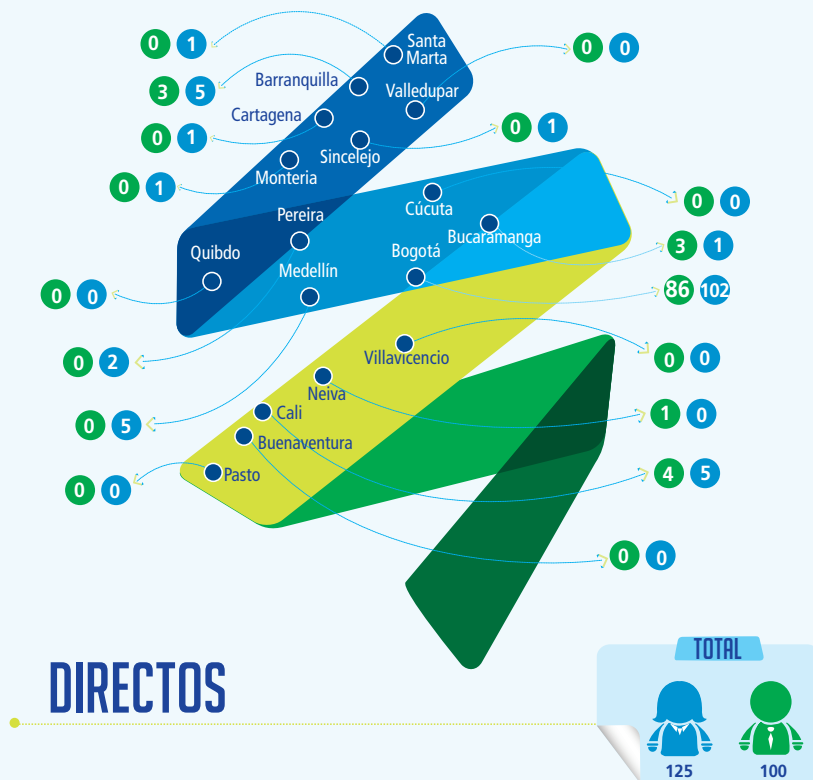 Santa
Marta
0 1
0 0
Barranquilla
3 5
Valledupar
Cartagena
0 1
0 1
Sincelejo
Monteria
0 1
Cúcuta
0 0
Pereira
Bucaramanga
3 1
Quibdo
Bogotá
Medellín
0 0
86 102
Villavicencio
0 0
0 2
Neiva
1 0
Cali
0 5
Buenaventura
4 5
Pasto
0 0
0 0
DIRECTOS
TOTAL
125 100